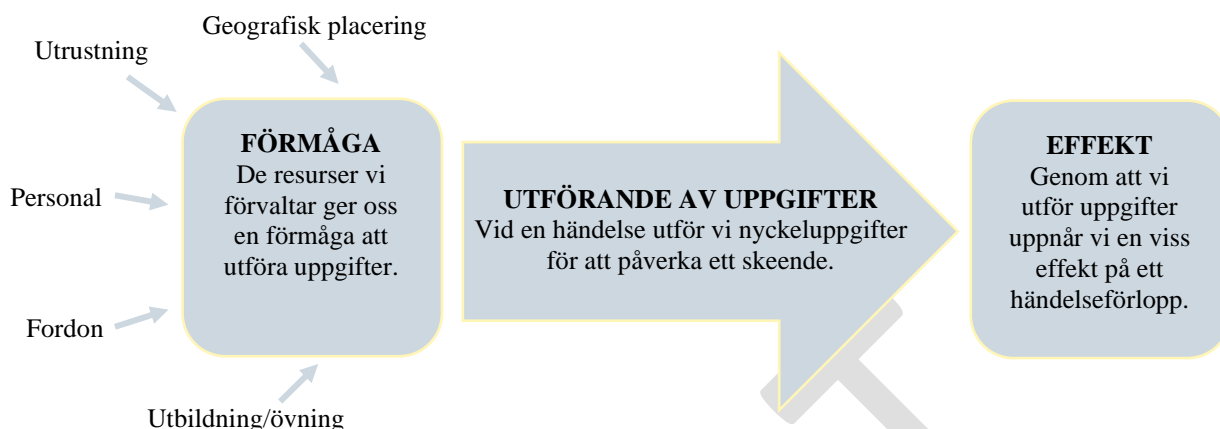 Geografisk placering
Utrustning
Personal
Fordon
Utbildning/övning
FÖRMÅGA
De resurser vi
förvaltar ger oss
en förmåga att
utföra uppgifter.
UTFÖRANDE AV UPPGIFTER
Vid en händelse utför vi nyckeluppgifter
för att påverka ett skeende.
EFFEKT
Genom att vi
utför uppgifter
uppnår vi en viss
effekt på ett
händelseförlopp.